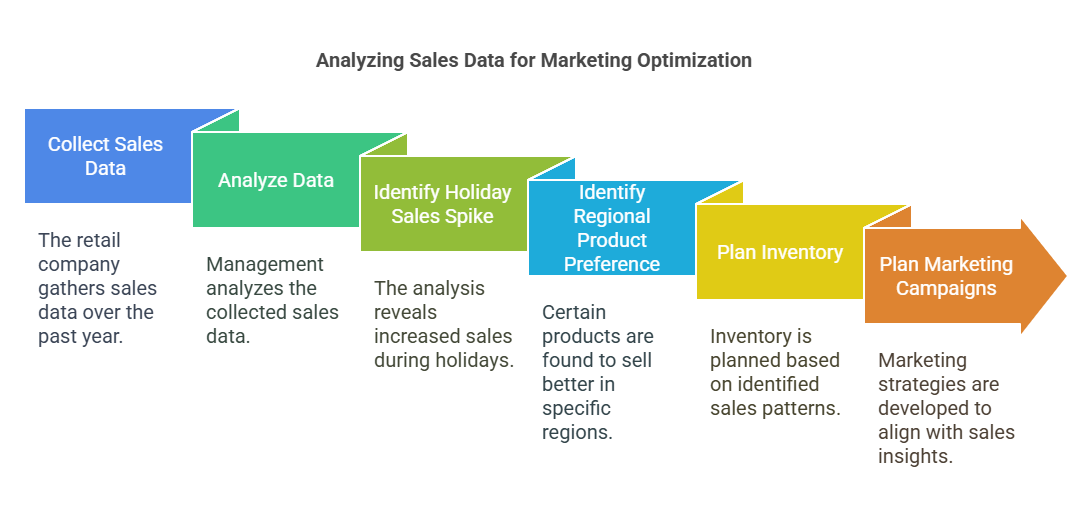 Analyzing Sales Data for Marketing Optimization
Collect Sales
Data
The retail
company
gathers sales
data over the
past year.
Analyze Data
Management
analyzes the
collected sales
data.
Identify Holiday
Sales Spike
The analysis
reveals
increased sales
during holidays.
Identify
Regional
Product
Preference
Certain
products are
found to sell
better in
specific
regions.
Plan Inventory
Inventory is
planned based
on identified
sales patterns.
Plan Marketing
Campaigns
Marketing
strategies are
developed to
align with sales
insights.